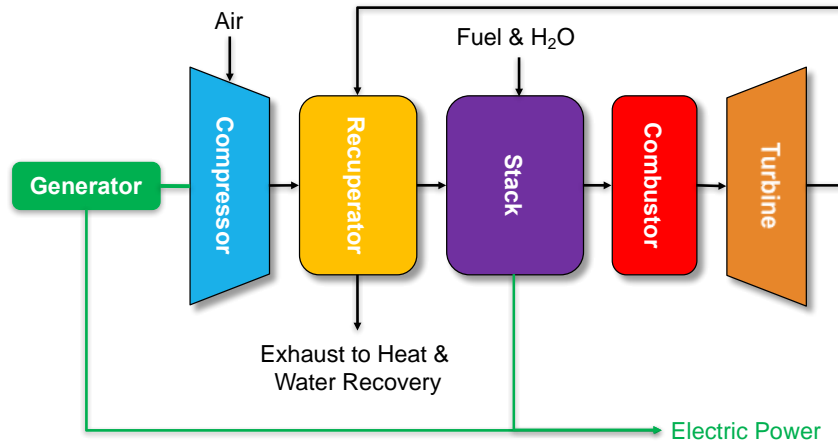 Air
Fuel & H₂O
Generator
Compressor
Recuperator
Stack
Combustor
Turbine
Exhaust to Heat &
Water Recovery
Electric Power